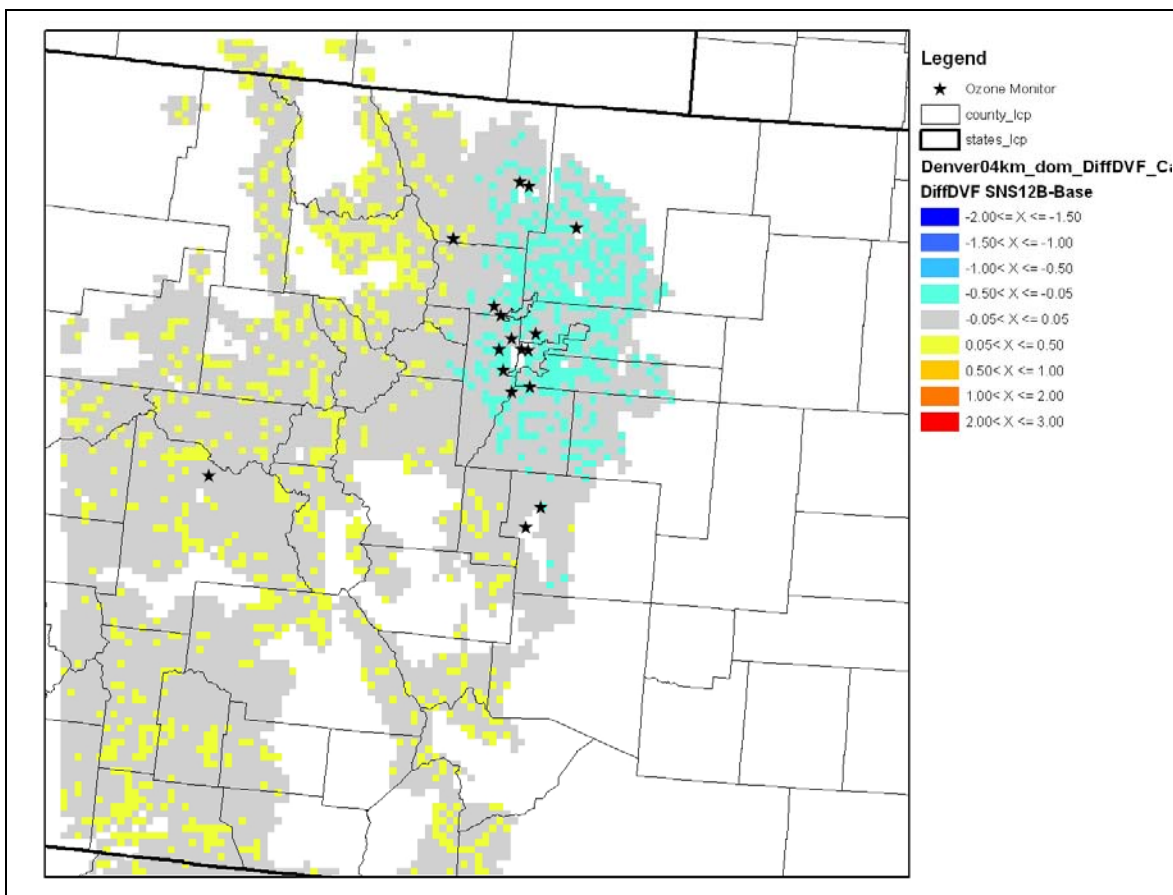 Legend
Ozone Monitor
county_lcp
states_lcp
Denver04km_dom_DiffDVF_Ca
DiffDVF SNS12B-Base
-2.00<= X <= -1.50
-1.50< X <= -1.00
-1.00< X <= -0.50
-0.50< X <= -0.05
-0.05< X <= 0.05
0.05< X <= 0.50
0.50< X <= 1.00
1.00< X <= 2.00
2.00< X <= 3.00